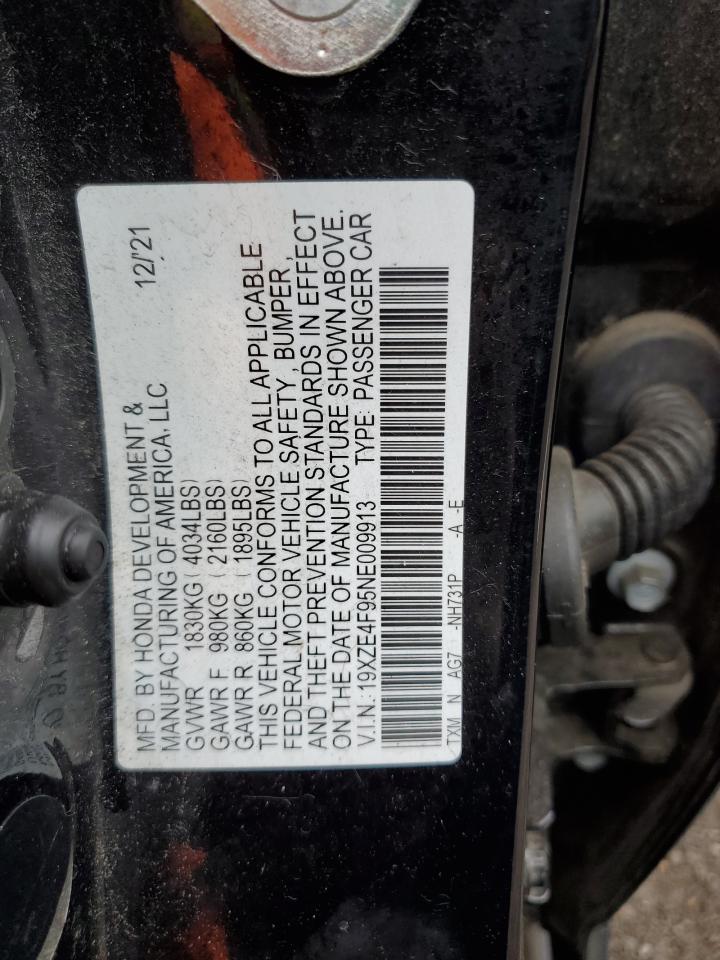 MFD. BY HONDA DEVELOPMENT &
MANUFACTURING OF AMERICA, LLC 12/'21
GVWR 1830KG ( 4034LBS)
GAWR F 980KG ( 2160LBS)
GAWR R 860KG ( 1895LBS)
THIS VEHICLE CONFORMS TO ALL APPLICABLE
FEDERAL MOTOR VEHICLE SAFETY, BUMPER,
AND THEFT PREVENTION STANDARDS IN EFFECT
ON THE DATE OF MANUFACTURE SHOWN ABOVE.
V.I.N.:19XZE4F95NE009913 TYPE: PASSENGER CAR
TXM N AG7 -NH731P -A -E